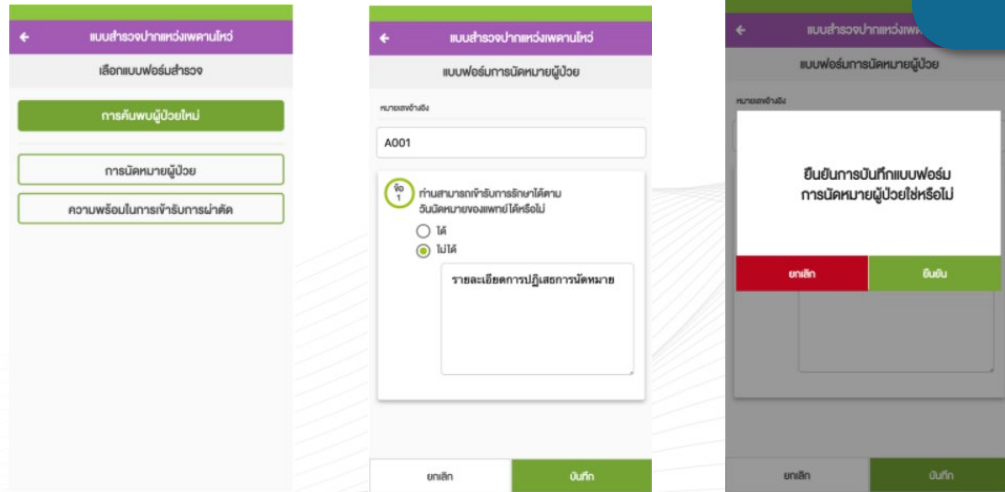 แบบสำรวจปากแหว่งเพดานโหว่
เลือกแบบฟอร์มสำรวจ
การค้นพบผู้ป่วยใหม่
การนัดหมายผู้ป่วย
ความพร้อมในการเข้ารับการผ่าตัด
แบบสำรวจปากแหว่งเพดานโหว่
แบบฟอร์มการนัดหมายผู้ป่วย
หมายเลขอ้างอิง
A001
ข้อ
1
ท่านสามารถเข้ารับการรักษาได้ตาม
วันนัดหมายของแพทย์ได้หรือไม่
ได้
ไม่ได้
รายละเอียดการปฏิเสธการนัดหมาย
ยกเลิก
บันทึก
แบบสำรวจปากแหว่งเพ
แบบฟอร์มการนัดหมายผู้ป่วย
หมายเลขอ้างอิง
ยืนยันการบันทึกแบบฟอร์ม
การนัดหมายผู้ป่วยใช่หรือไม่
ยกเลิก
ยืนยัน
ยกเลิก
บันทึก